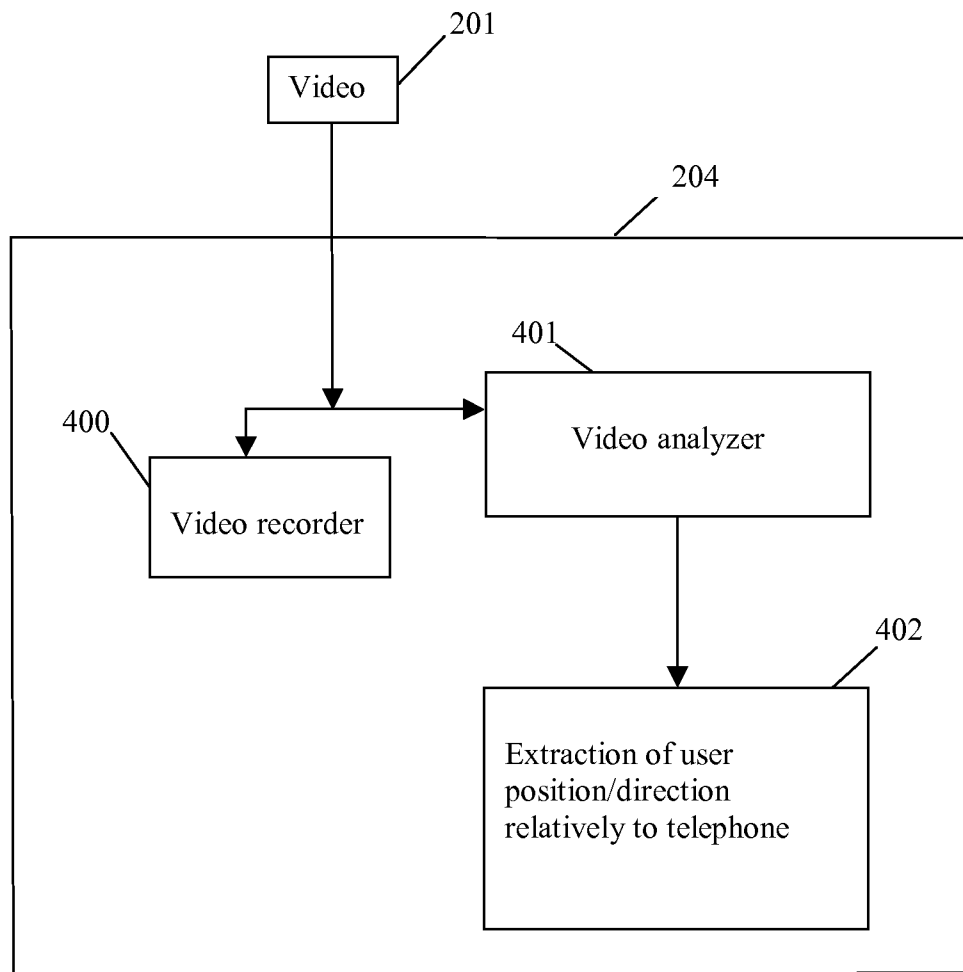 201
Video
204
401
Video analyzer
400
Video recorder
402
Extraction of user
position/direction
relatively to telephone